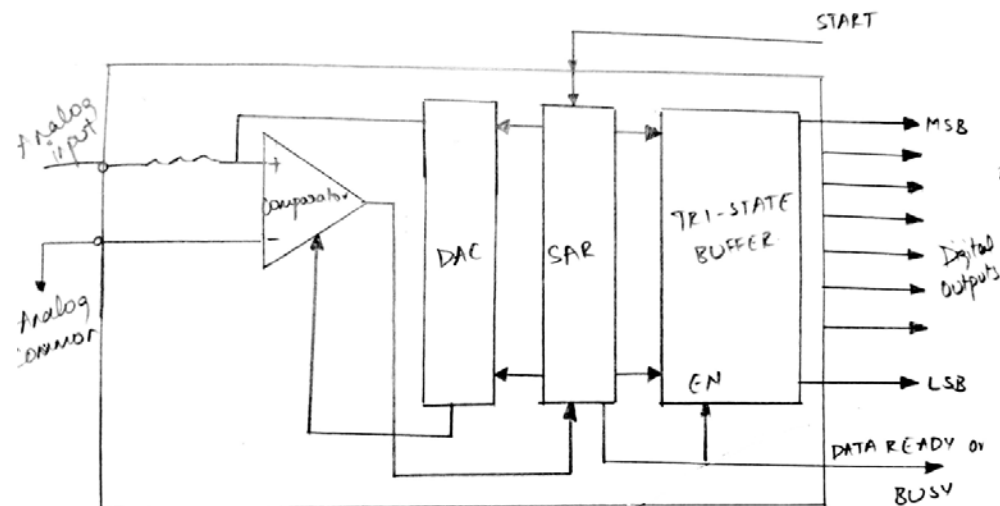 START
Analog
input
MSB
+
Comparator
-
DAC
SAR
TRI-STATE
BUFFER
Digital
Outputs
Analog
common
EN
LSB
DATA READY or
BUSY